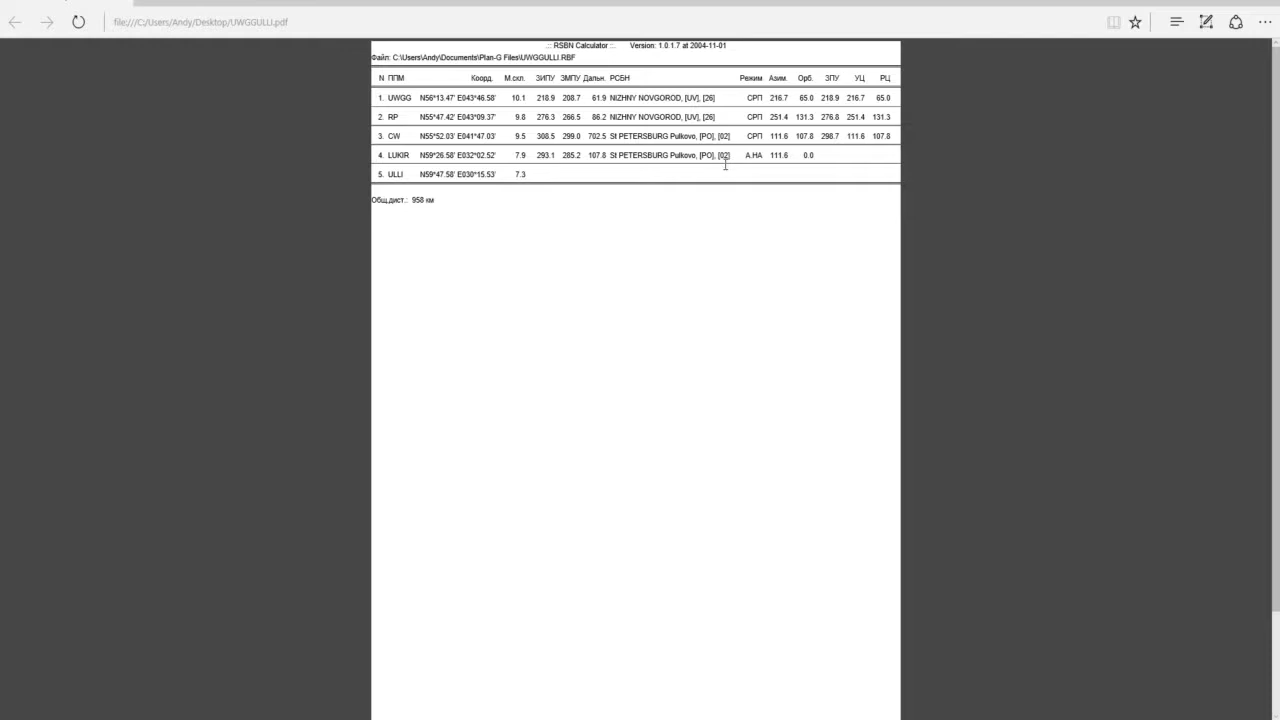 file:///C:/Users/Andy/Desktop/UWGGULLI.pdf
.:: RSBN Calculator ::. Version: 1.0.1.7 at 2004-11-01
Файл: C:\Users\Andy\Documents\Plan-G Files\UWGGULLI.RBF
N ППМ Коорд. М.скл. ЗИПУ ЗМПУ Дальн. РСБН Режим Азим. Орб. ЗПУ УЦ РЦ
1. UWGG N56*13.47' E043*46.58' 10.1 218.9 208.7 61.9 NIZHNY NOVGOROD, [UV], [26] СРП 216.7 65.0 218.9 216.7 65.0
2. RP N55*47.42' E043*09.37' 9.8 276.3 266.5 86.2 NIZHNY NOVGOROD, [UV], [26] СРП 251.4 131.3 276.8 251.4 131.3
3. CW N55*52.03' E041*47.03' 9.5 308.5 299.0 702.5 St PETERSBURG Pulkovo, [PO], [02] СРП 111.6 107.8 298.7 111.6 107.8
4. LUKIR N59*26.58' E032*02.52' 7.9 293.1 285.2 107.8 St PETERSBURG Pulkovo, [PO], [02] А.НА 111.6 0.0
5. ULLI N59*47.58' E030*15.53' 7.3
Общ.дист.: 958 км